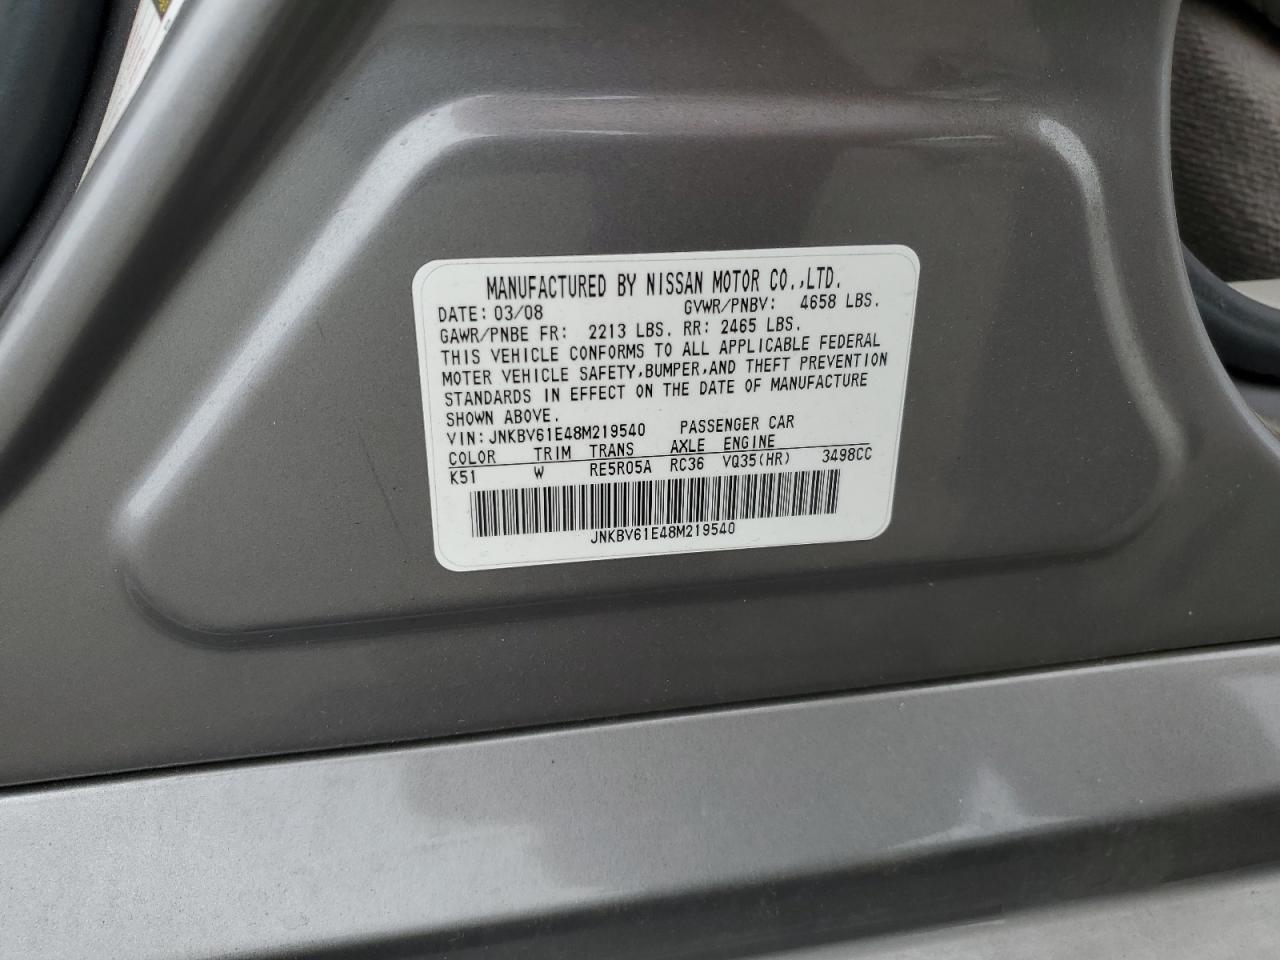 MANUFACTURED BY NISSAN MOTOR CO.,LTD.
DATE: 03/08 GVWR/PNBV: 4658 LBS.
GAWR/PNBE FR: 2213 LBS. RR: 2465 LBS.
THIS VEHICLE CONFORMS TO ALL APPLICABLE FEDERAL
MOTER VEHICLE SAFETY,BUMPER,AND THEFT PREVENTION
STANDARDS IN EFFECT ON THE DATE OF MANUFACTURE
SHOWN ABOVE.
VIN: JNKBV61E48M219540 PASSENGER CAR
COLOR TRIM TRANS AXLE ENGINE
K51 W RE5R05A RC36 VQ35(HR) 3498CC
JNKBV61E48M219540